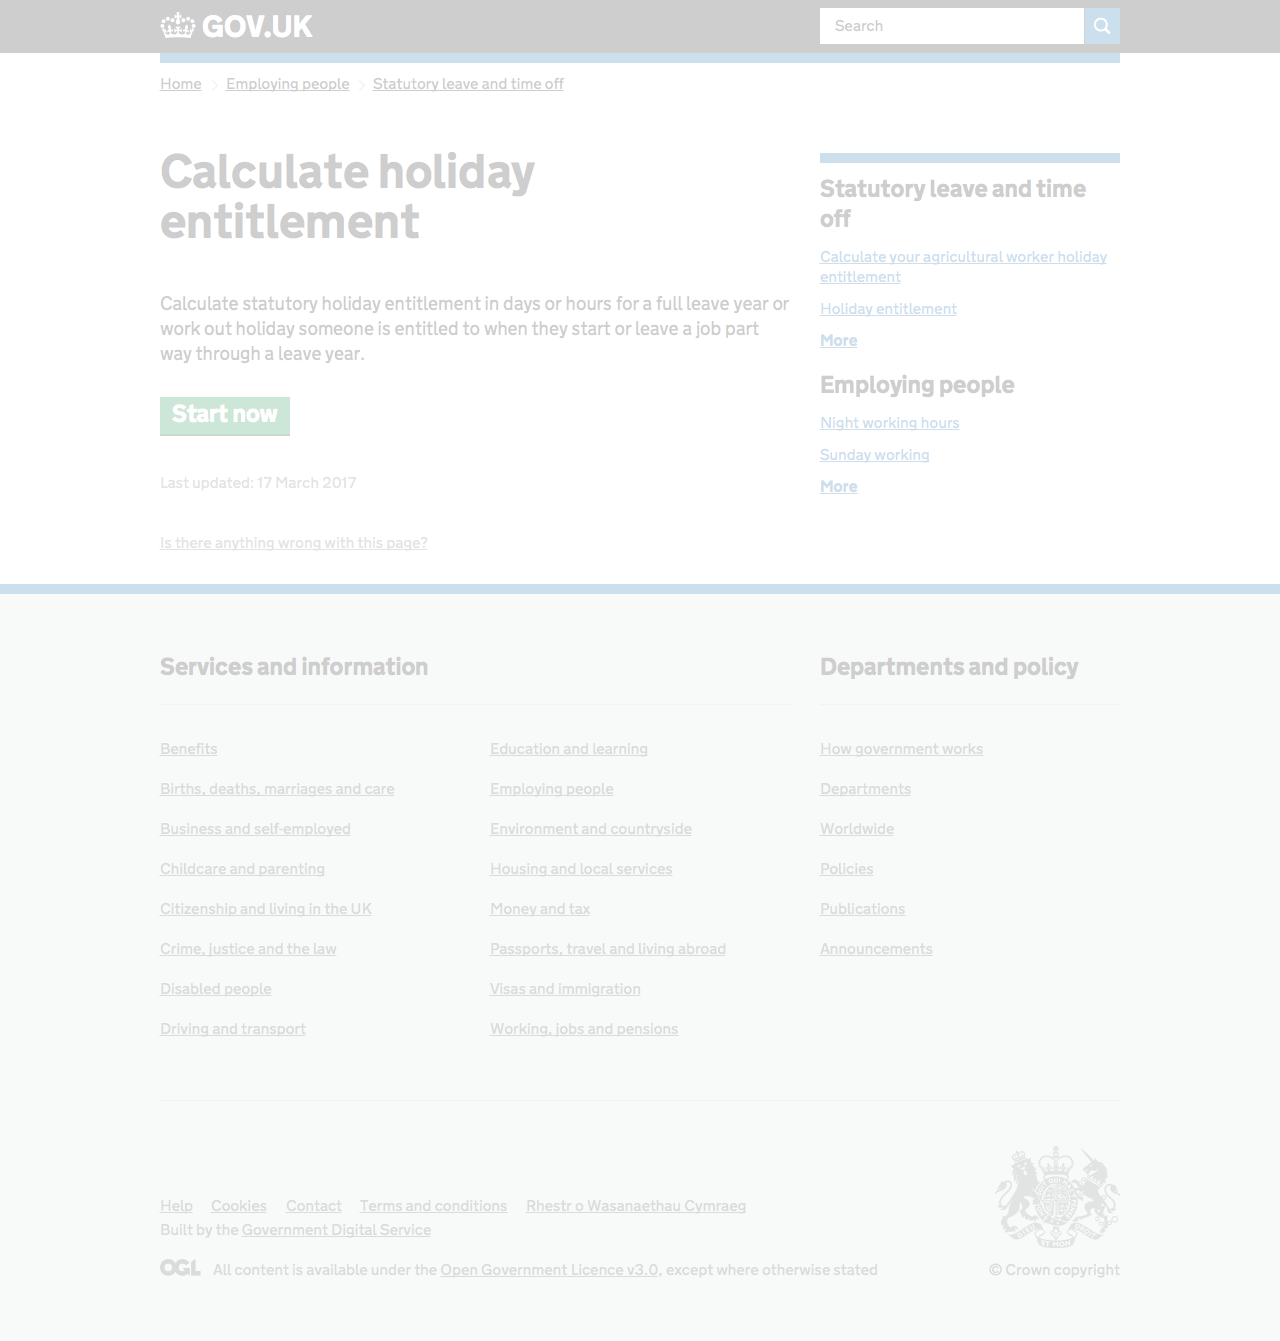 GOV.UK
Search
Home
Employing people
Statutory leave and time off
Calculate holiday
entitlement
Calculate statutory holiday entitlement in days or hours for a full leave year or
work out holiday someone is entitled to when they start or leave a job part
way through a leave year.
Start now
Last updated: 17 March 2017
Is there anything wrong with this page?
Statutory leave and time
off
Calculate your agricultural worker holiday
entitlement
Holiday entitlement
More
Employing people
Night working hours
Sunday working
More
Services and information
Benefits
Births, deaths, marriages and care
Business and self-employed
Childcare and parenting
Citizenship and living in the UK
Crime, justice and the law
Disabled people
Driving and transport
Education and learning
Employing people
Environment and countryside
Housing and local services
Money and tax
Passports, travel and living abroad
Visas and immigration
Working, jobs and pensions
Departments and policy
How government works
Departments
Worldwide
Policies
Publications
Announcements
Help Cookies Contact Terms and conditions Rhestr o Wasanaethau Cymraeg
Built by the Government Digital Service
OGL All content is available under the Open Government Licence v3.0, except where otherwise stated
© Crown copyright